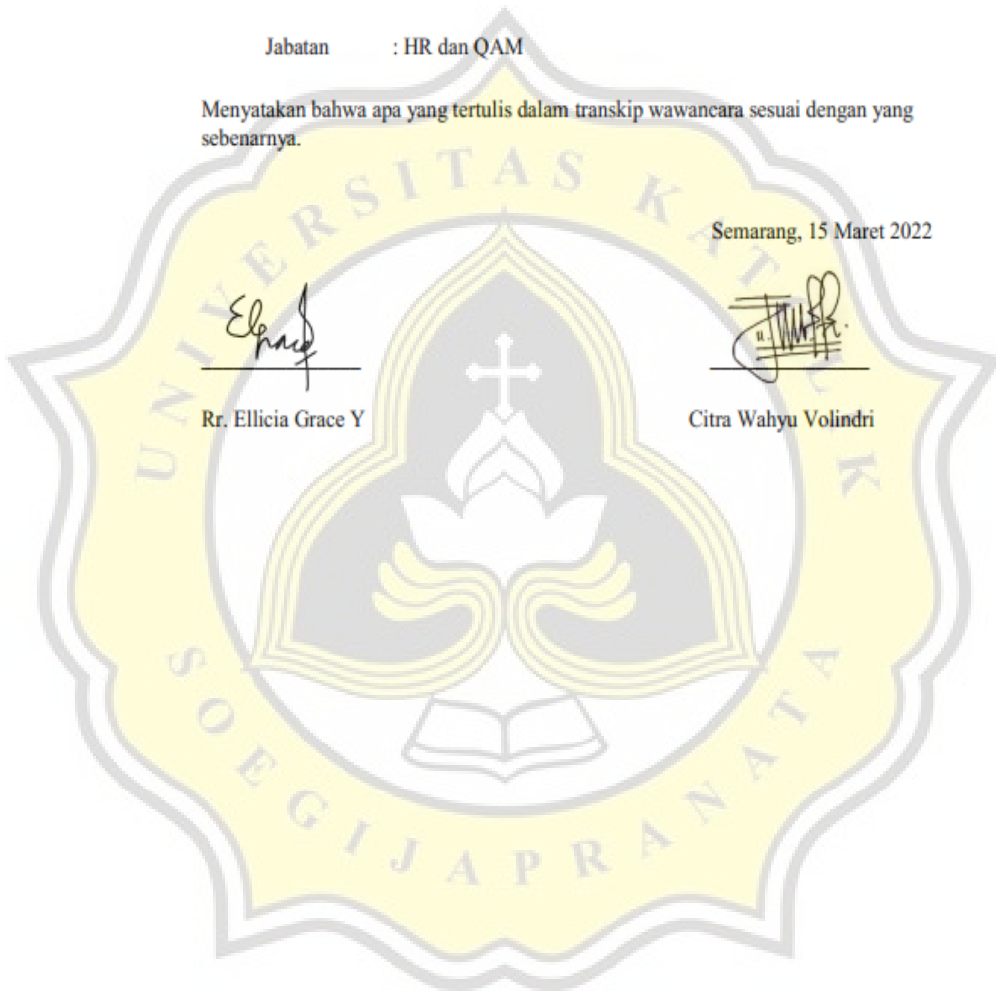 Jabatan : HR dan QAM
Menyatakan bahwa apa yang tertulis dalam transkip wawancara sesuai dengan yang
sebenarnya.
Semarang, 15 Maret 2022
Rr. Ellicia Grace Y Citra Wahyu Volindri
UNIVERSITAS KATOLIK
SOEGIJAPRANATA